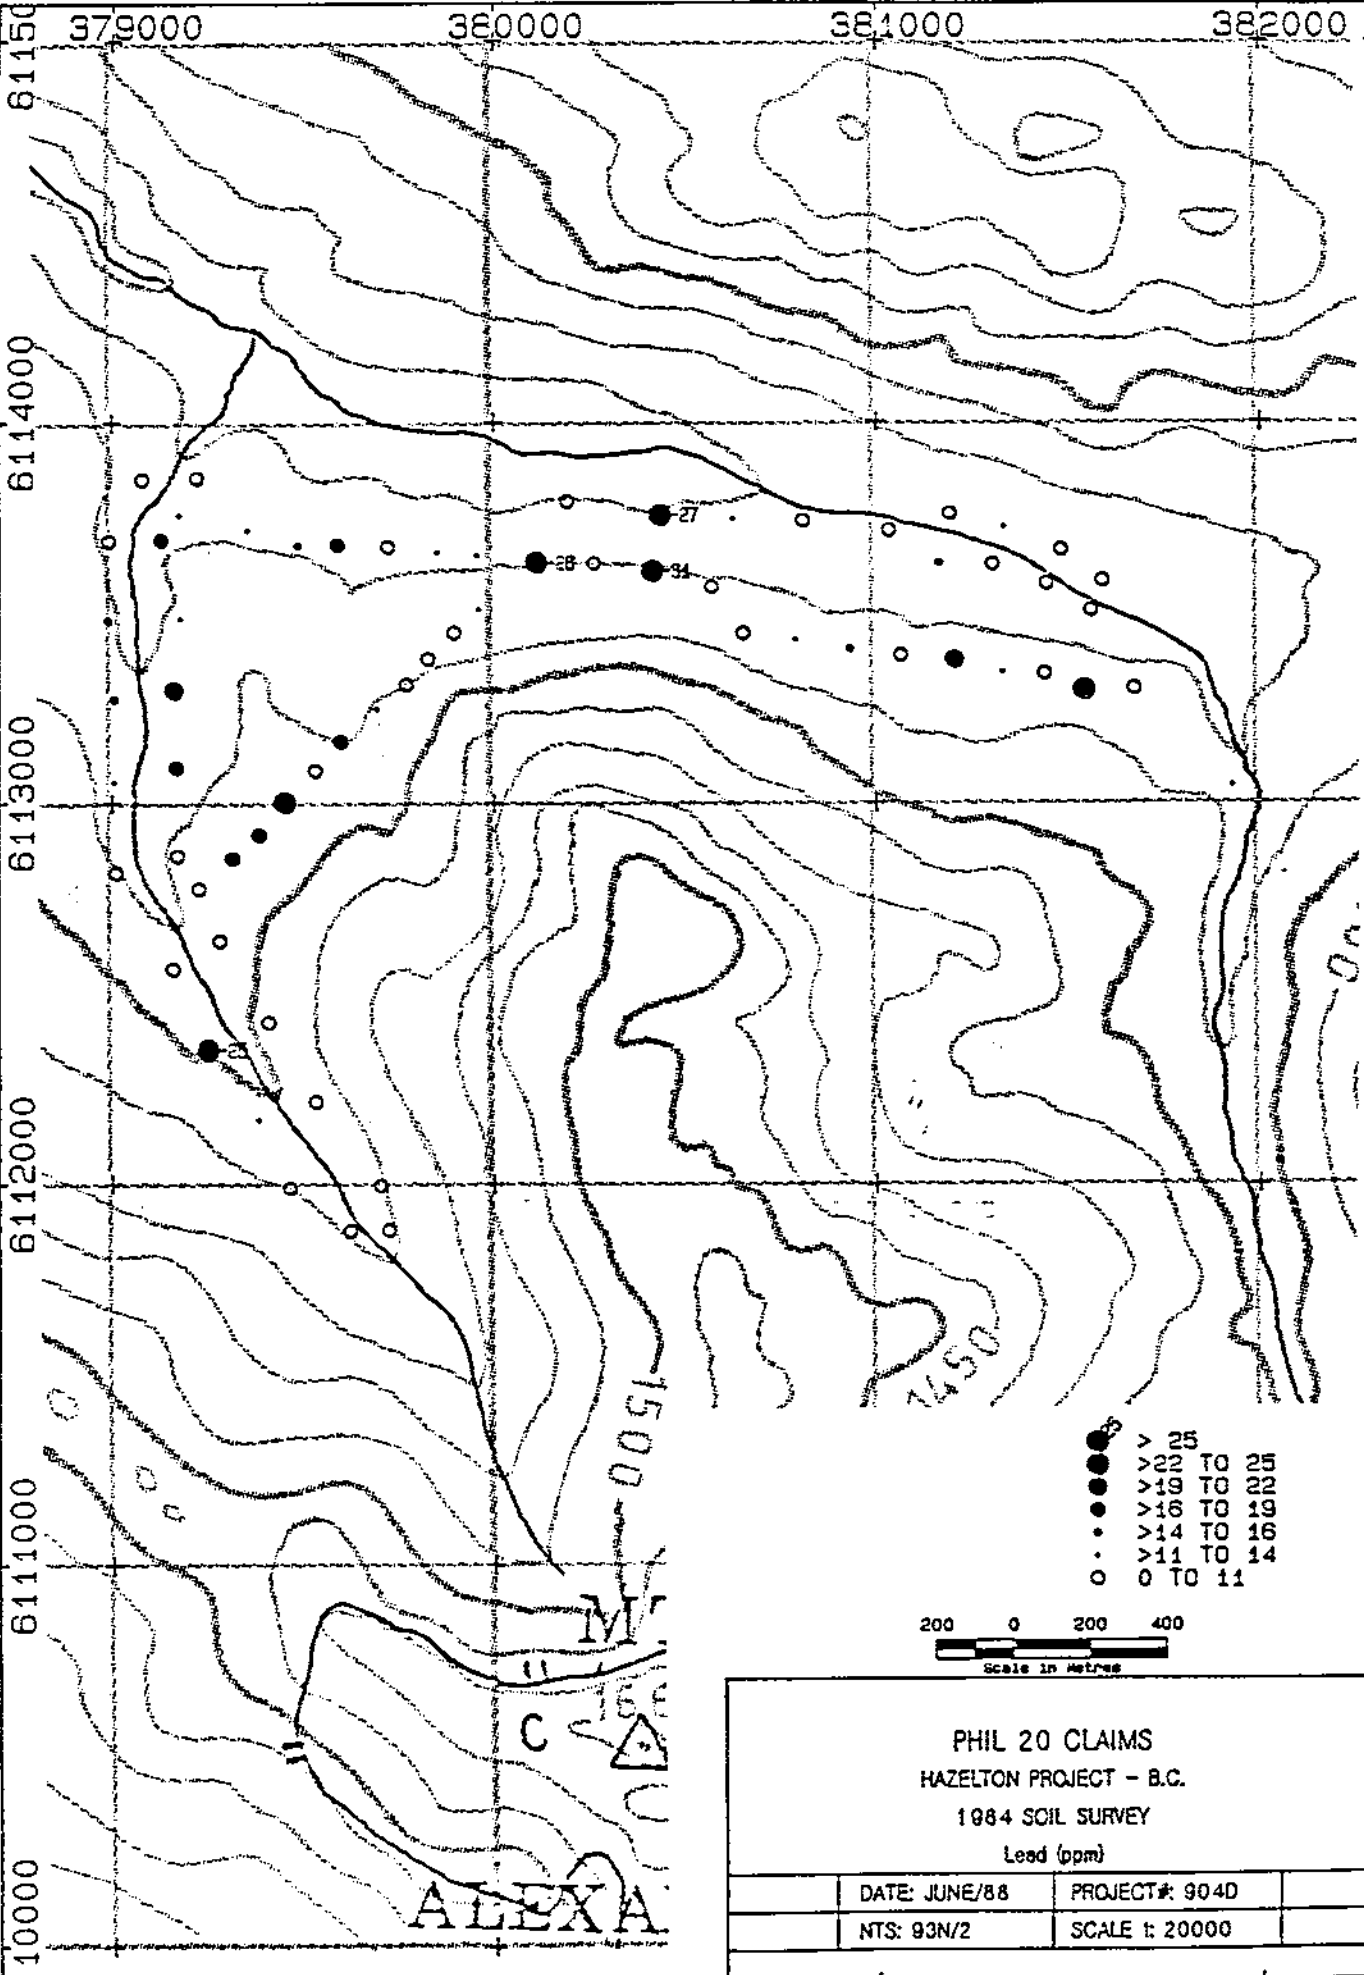 379000 380000 381000 382000
61150
6114000
27
28
31
6113000
6112000
1500
1450
> 25
>22 TO 25
>19 TO 22
>16 TO 19
>14 TO 16
>11 TO 14
0 TO 11
6111000
200 0 200 400
Scale in Metres
C
PHIL 20 CLAIMS
HAZELTON PROJECT - B.C.
1984 SOIL SURVEY
Lead (ppm)
DATE: JUNE/88 PROJECT#: 904D
NTS: 93N/2 SCALE 1: 20000
ALEXA
10000